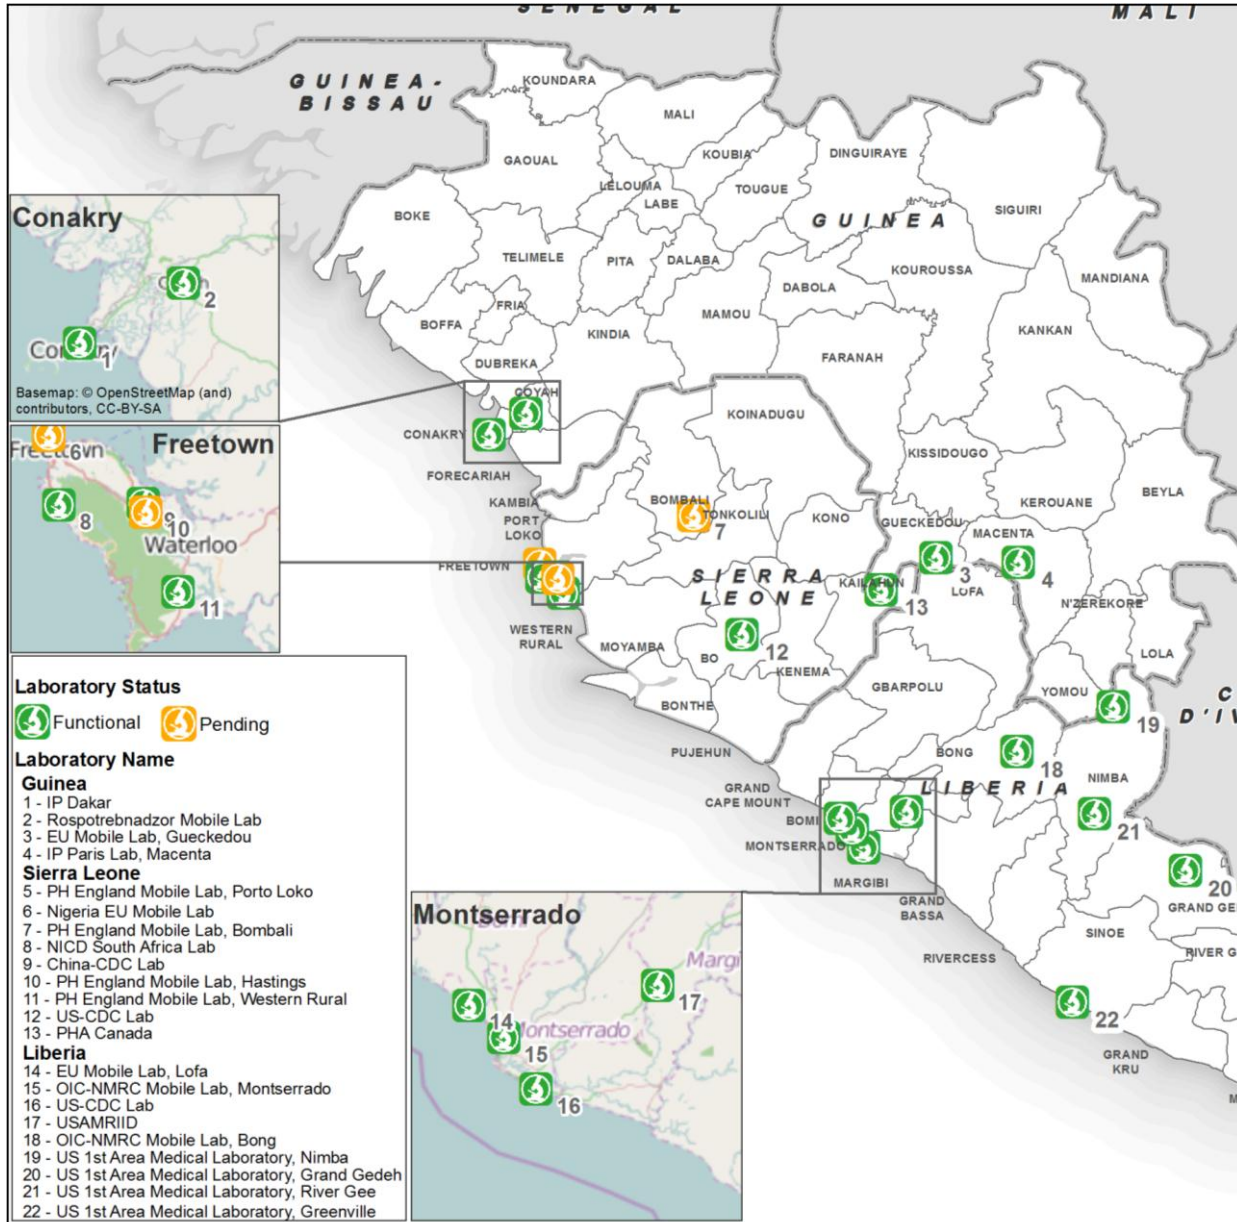 SENEGAL
MALI
GUINEA-
BISSAU
KOUNDARA
MALI
KOUBIA
DINGUIRAYE
GAOUAL
LELOUMA
TOUGUE
LABE
BOKE
GUINEA
SIGUIRI
TELIMELE
PITA
DALABA
KOUROUSSA
MANDIANA
DABOLA
FRIA
BOFFA
KINDIA
MAMOU
KANKAN
DUBREKA
FARANAH
COYAH
KOINADUGU
CONAKRY
KISSIDOUGO
FORECARIAH
KEROUANE
BEYLA
KAMBIA
BOMBALI
TONKOLILI
KONO
GUECKEDOU
PORT
LOKO
7
MACENTA
FREETOWN
SIERRA
LEONE
KAILAHUN
3
4
LOFA
13
N'ZEREKORE
WESTERN
RURAL
MOYAMBA
BO
12
KENEMA
LOLA
GBARPOLU
YOMOU
BONTHE
19
C
D'IV
PUJEHUN
BONG
18
NIMBA
GRAND
CAPE MOUNT
LIBERIA
BOMI
21
MONTSERRADO
MARGIBI
20
GRAND GE
GRAND
BASSA
SINOE
RIVERCESS
RIVER G
22
GRAND
KRU
M
Conakry
2
1
Basemap: © OpenStreetMap (and)
contributors, CC-BY-SA
Freetown
Freetown
6
8
9
10
Waterloo
11
Laboratory Status
Functional
Pending
Laboratory Name
Guinea
1 - IP Dakar
2 - Rospotrebnadzor Mobile Lab
3 - EU Mobile Lab, Gueckedou
4 - IP Paris Lab, Macenta
Sierra Leone
5 - PH England Mobile Lab, Porto Loko
6 - Nigeria EU Mobile Lab
7 - PH England Mobile Lab, Bombali
8 - NICD South Africa Lab
9 - China-CDC Lab
10 - PH England Mobile Lab, Hastings
11 - PH England Mobile Lab, Western Rural
12 - US-CDC Lab
13 - PHA Canada
Liberia
14 - EU Mobile Lab, Lofa
15 - OIC-NMRC Mobile Lab, Montserrado
16 - US-CDC Lab
17 - USAMRIID
18 - OIC-NMRC Mobile Lab, Bong
19 - US 1st Area Medical Laboratory, Nimba
20 - US 1st Area Medical Laboratory, Grand Gedeh
21 - US 1st Area Medical Laboratory, River Gee
22 - US 1st Area Medical Laboratory, Greenville
Montserrado
Bomi
Margi
17
14
Montserrado
15
16